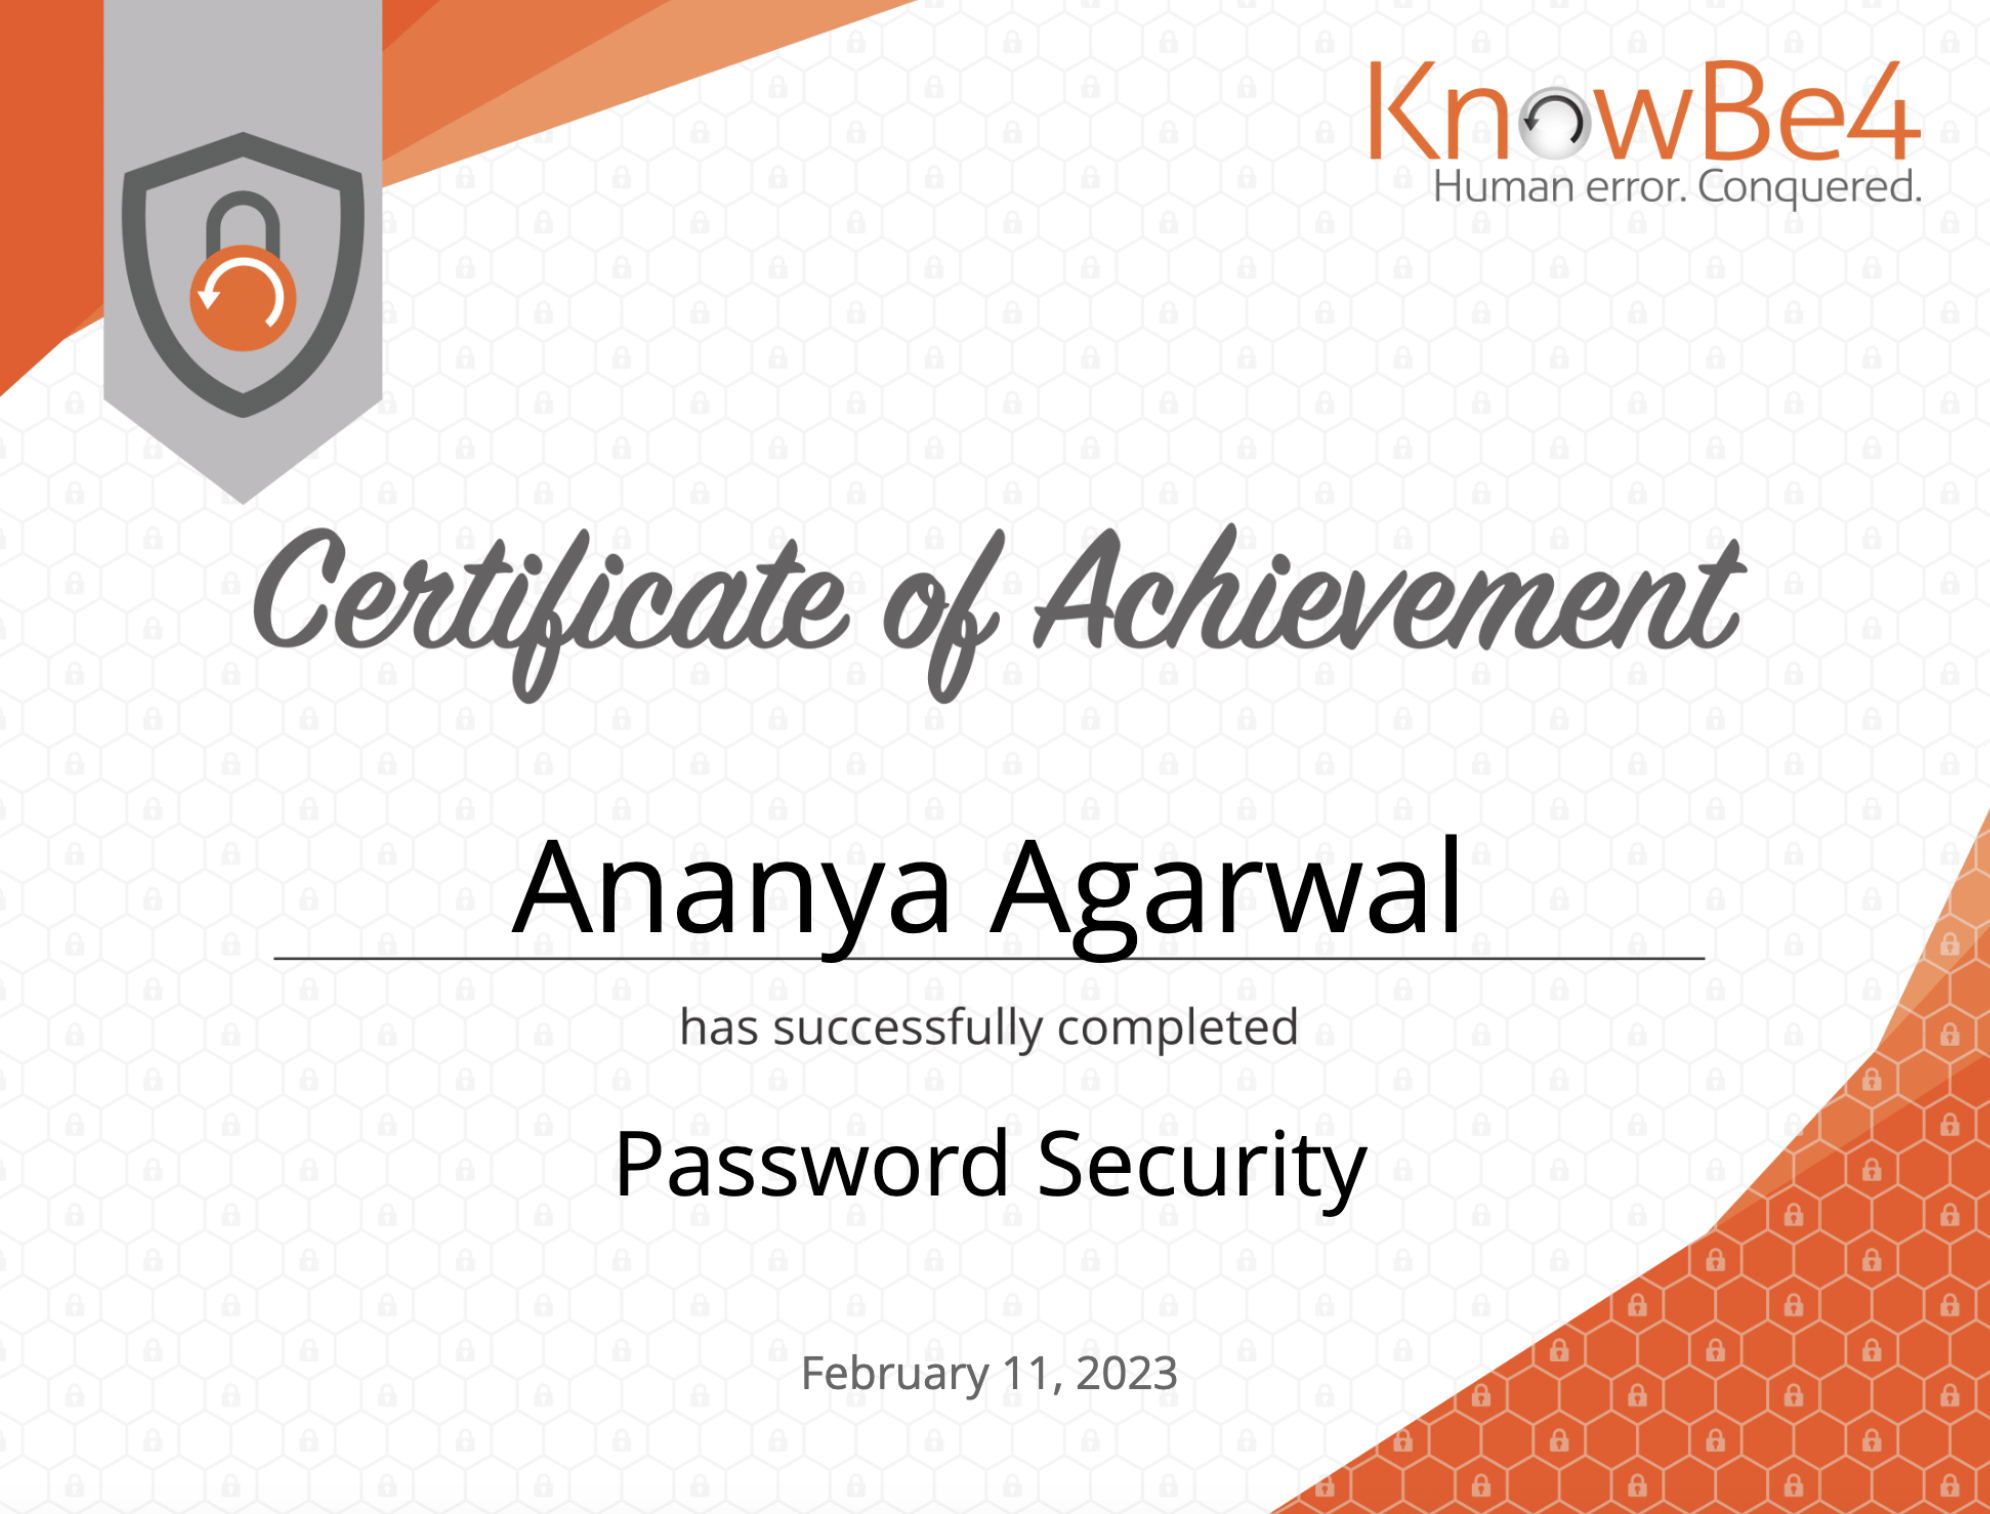 KnowBe4
Human error. Conquered.
Certificate of Achievement
Ananya Agarwal
has successfully completed
Password Security
February 11, 2023